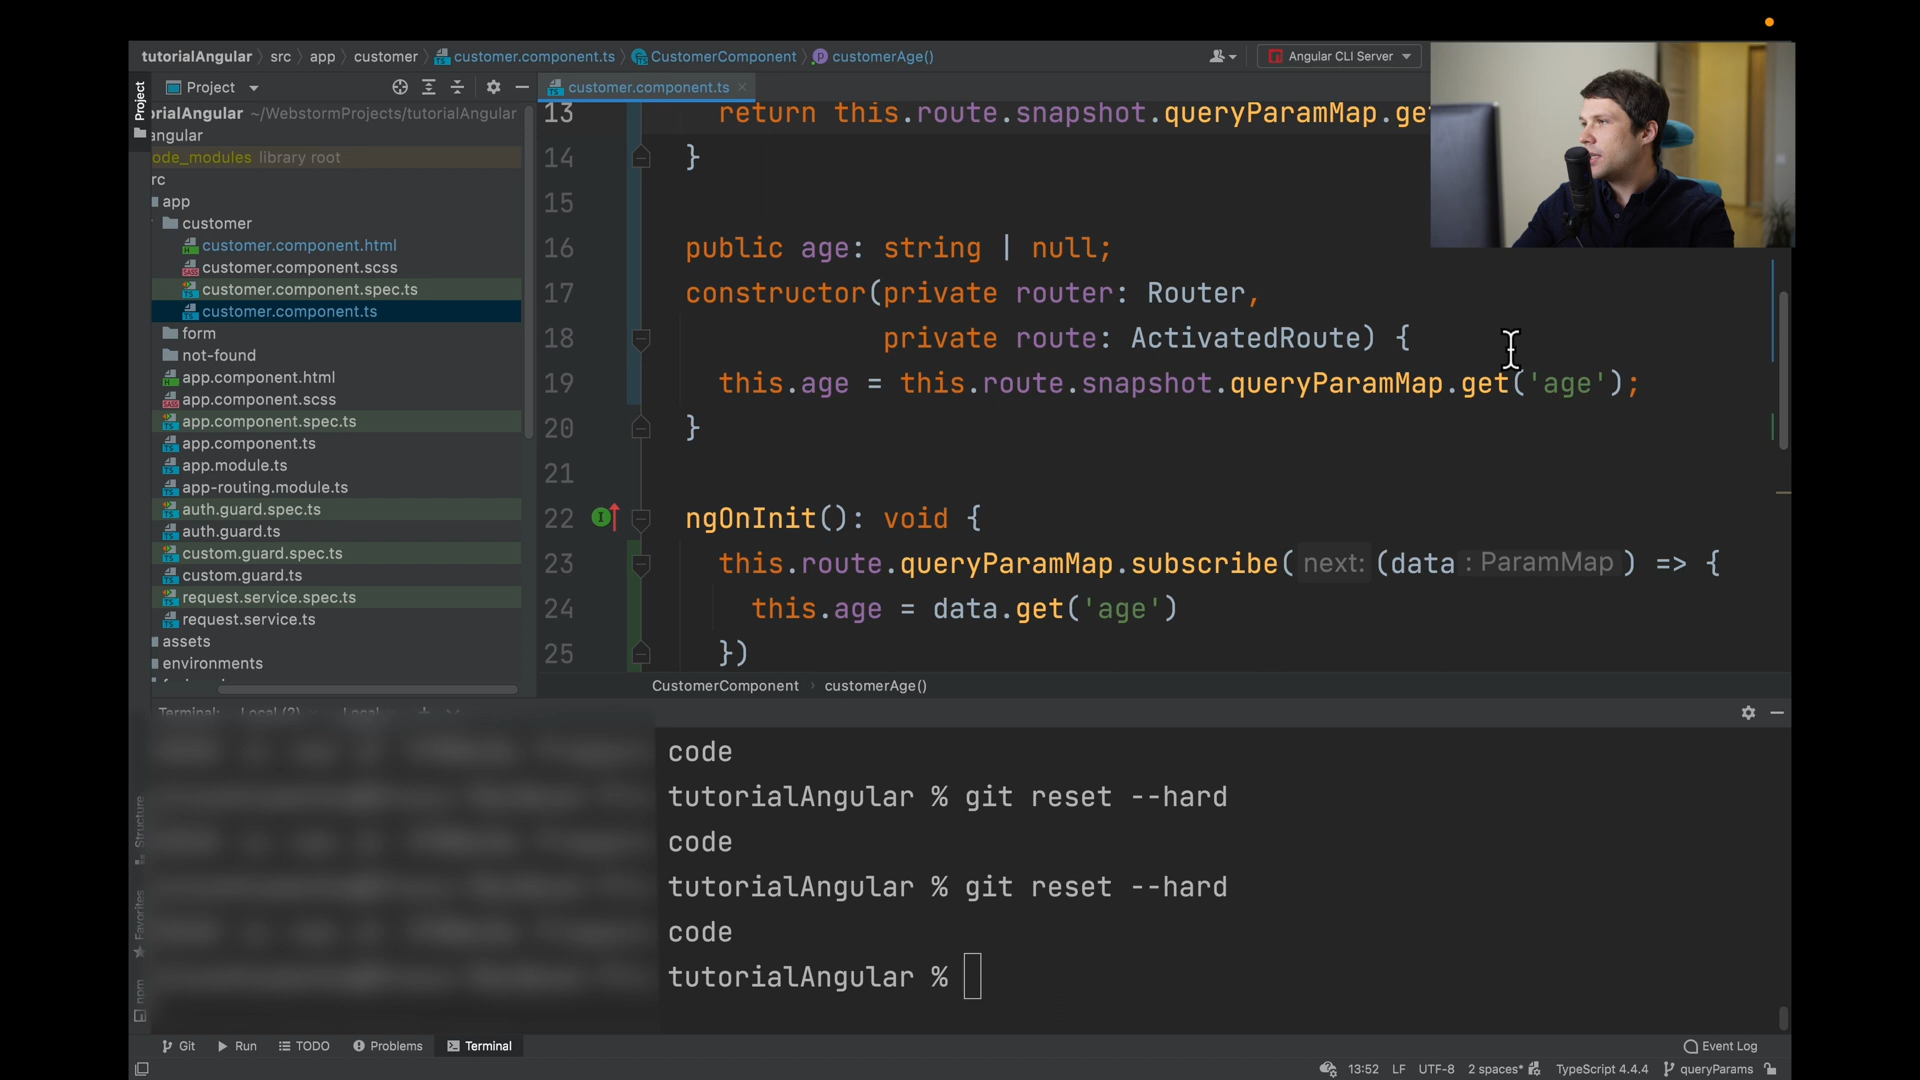 tutorialAngular src app customer customer.component.ts CustomerComponent customerAge()
Angular CLI Server
Project
Project
customer.component.ts
rialAngular ~/WebstormProjects/tutorialAngular
angular
ode_modules library root
rc
app
customer
customer.component.html
customer.component.scss
customer.component.spec.ts
customer.component.ts
form
not-found
app.component.html
app.component.scss
app.component.spec.ts
app.component.ts
app.module.ts
app-routing.module.ts
auth.guard.spec.ts
auth.guard.ts
custom.guard.spec.ts
custom.guard.ts
request.service.spec.ts
request.service.ts
assets
environments
13 return this.route.snapshot.queryParamMap.ge
14 }
15
16 public age: string | null;
17 constructor(private router: Router,
18 private route: ActivatedRoute) {
19 this.age = this.route.snapshot.queryParamMap.get('age');
20 }
21
22 ngOnInit(): void {
23 this.route.queryParamMap.subscribe( next: (data : ParamMap ) => {
24 this.age = data.get('age')
25 })
CustomerComponent customerAge()
Terminal: Local (2) Local
code
tutorialAngular % git reset --hard
code
tutorialAngular % git reset --hard
code
tutorialAngular %
Structure
Favorites
npm
Git Run TODO Problems Terminal Event Log
13:52 LF UTF-8 2 spaces* TypeScript 4.4.4 queryParams